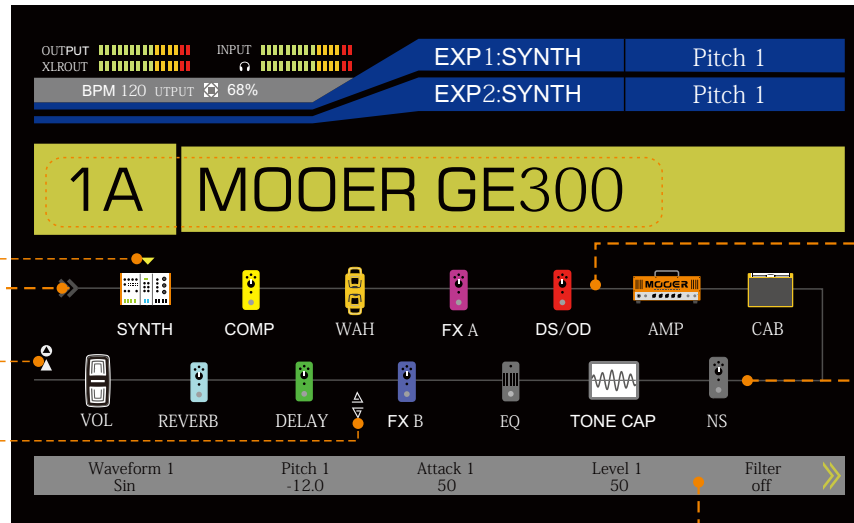 OUTPUT INPUT
XLROUT
BPM 120 UTPUT 68%
EXP1:SYNTH Pitch 1
EXP2:SYNTH Pitch 1
1A MOOER GE300
MOOER
SYNTH COMP WAH FX A DS/OD AMP CAB
VOL REVERB DELAY FX B EQ TONE CAP NS
Waveform 1 Pitch 1 Attack 1 Level 1 Filter
Sin -12.0 50 50 off